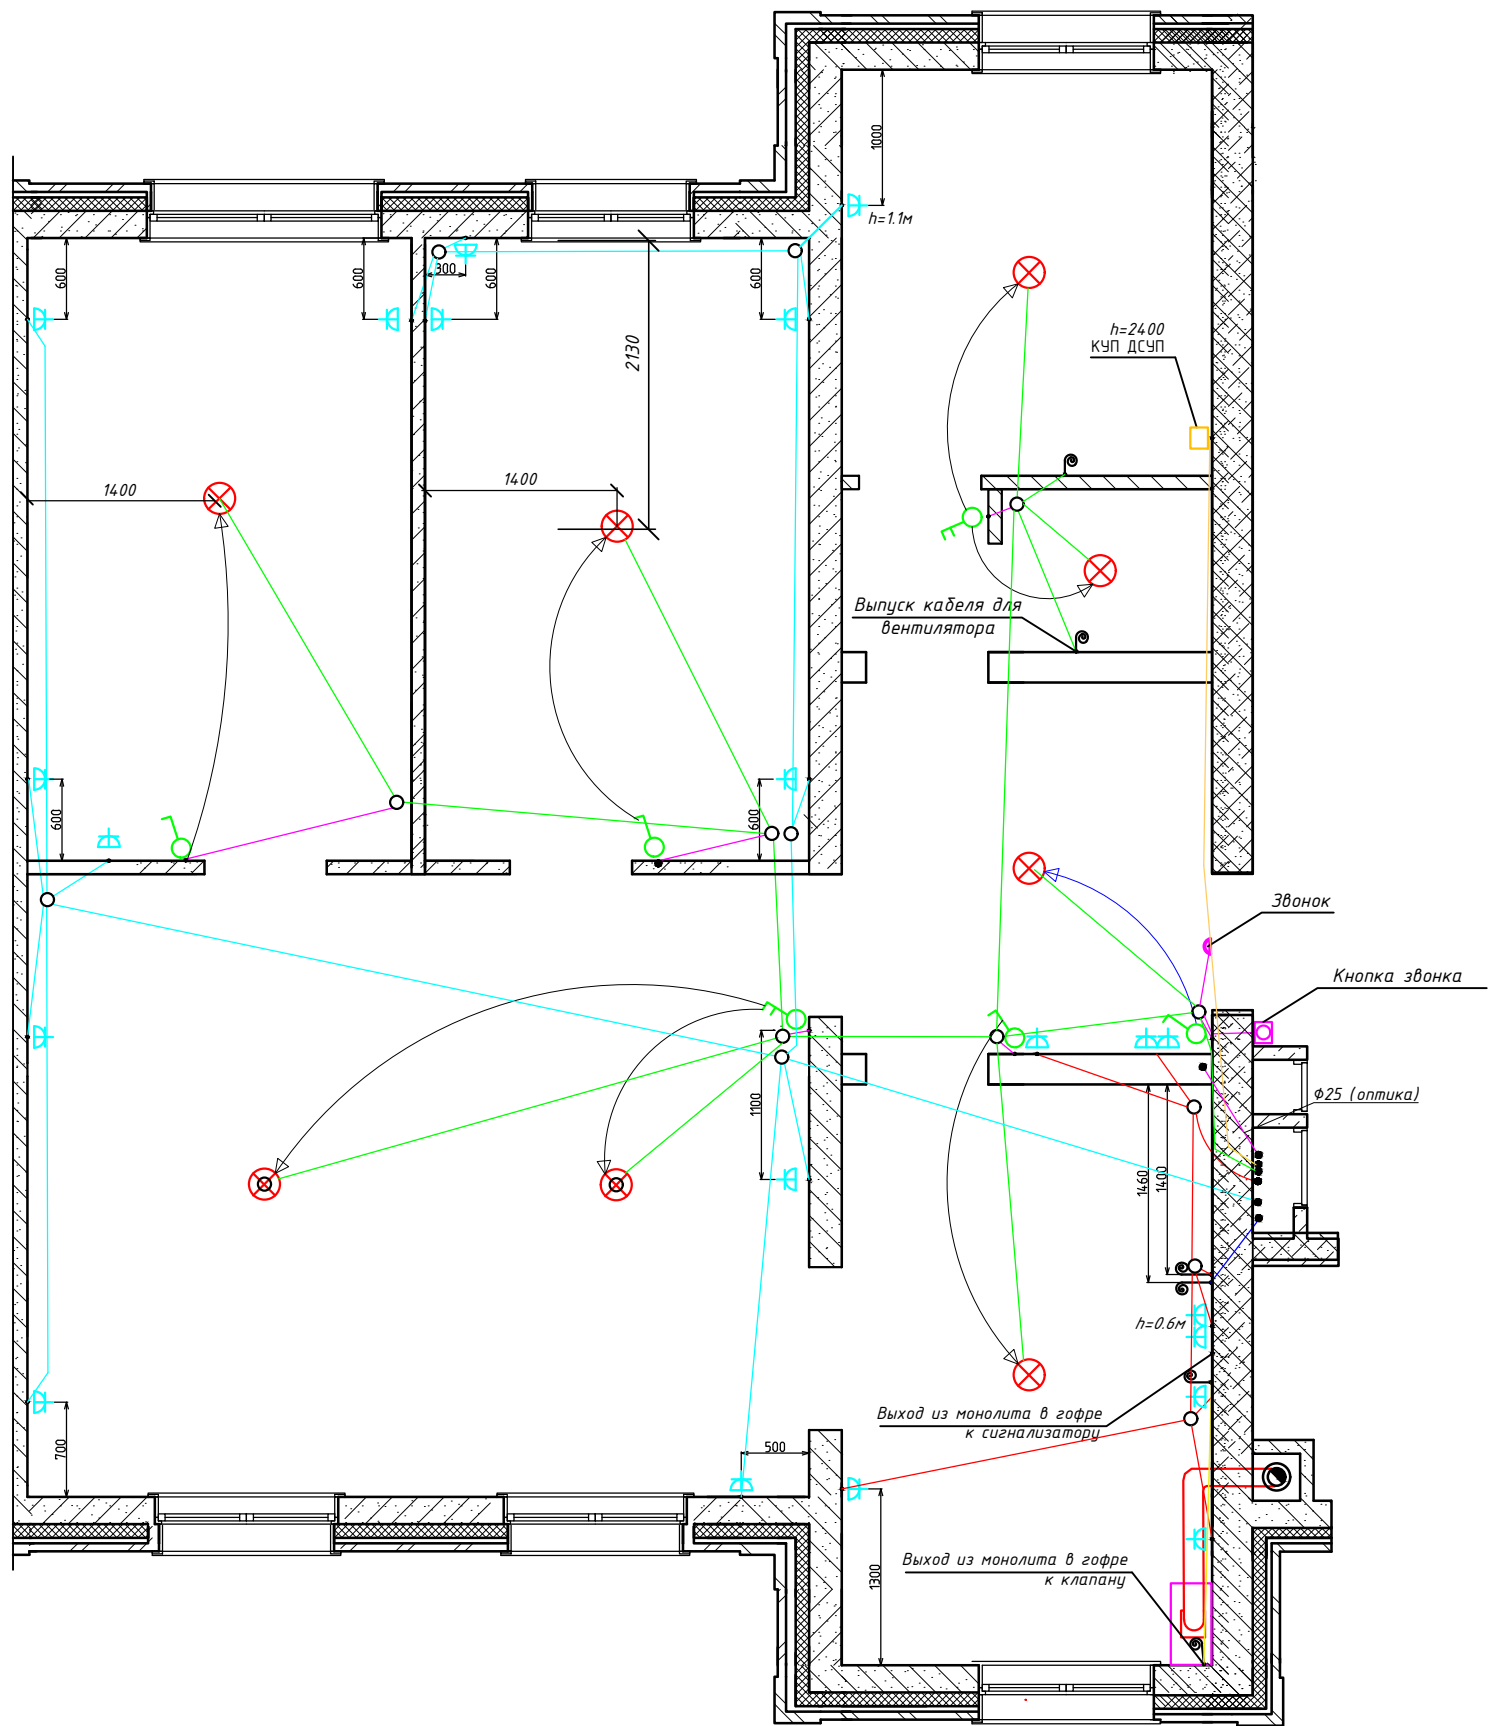 1000
h=1.1м
600
600
300
600
600
2130
h=2400
КУП ДСУП
1400
1400
Выпуск кабеля для
вентилятора
600
600
Звонок
Кнопка звонка
Ф25 (оптика)
1100
1460
1400
h=0.6м
Выход из монолита в гофре
к сигнализатору
700
500
1300
Выход из монолита в гофре
к клапану